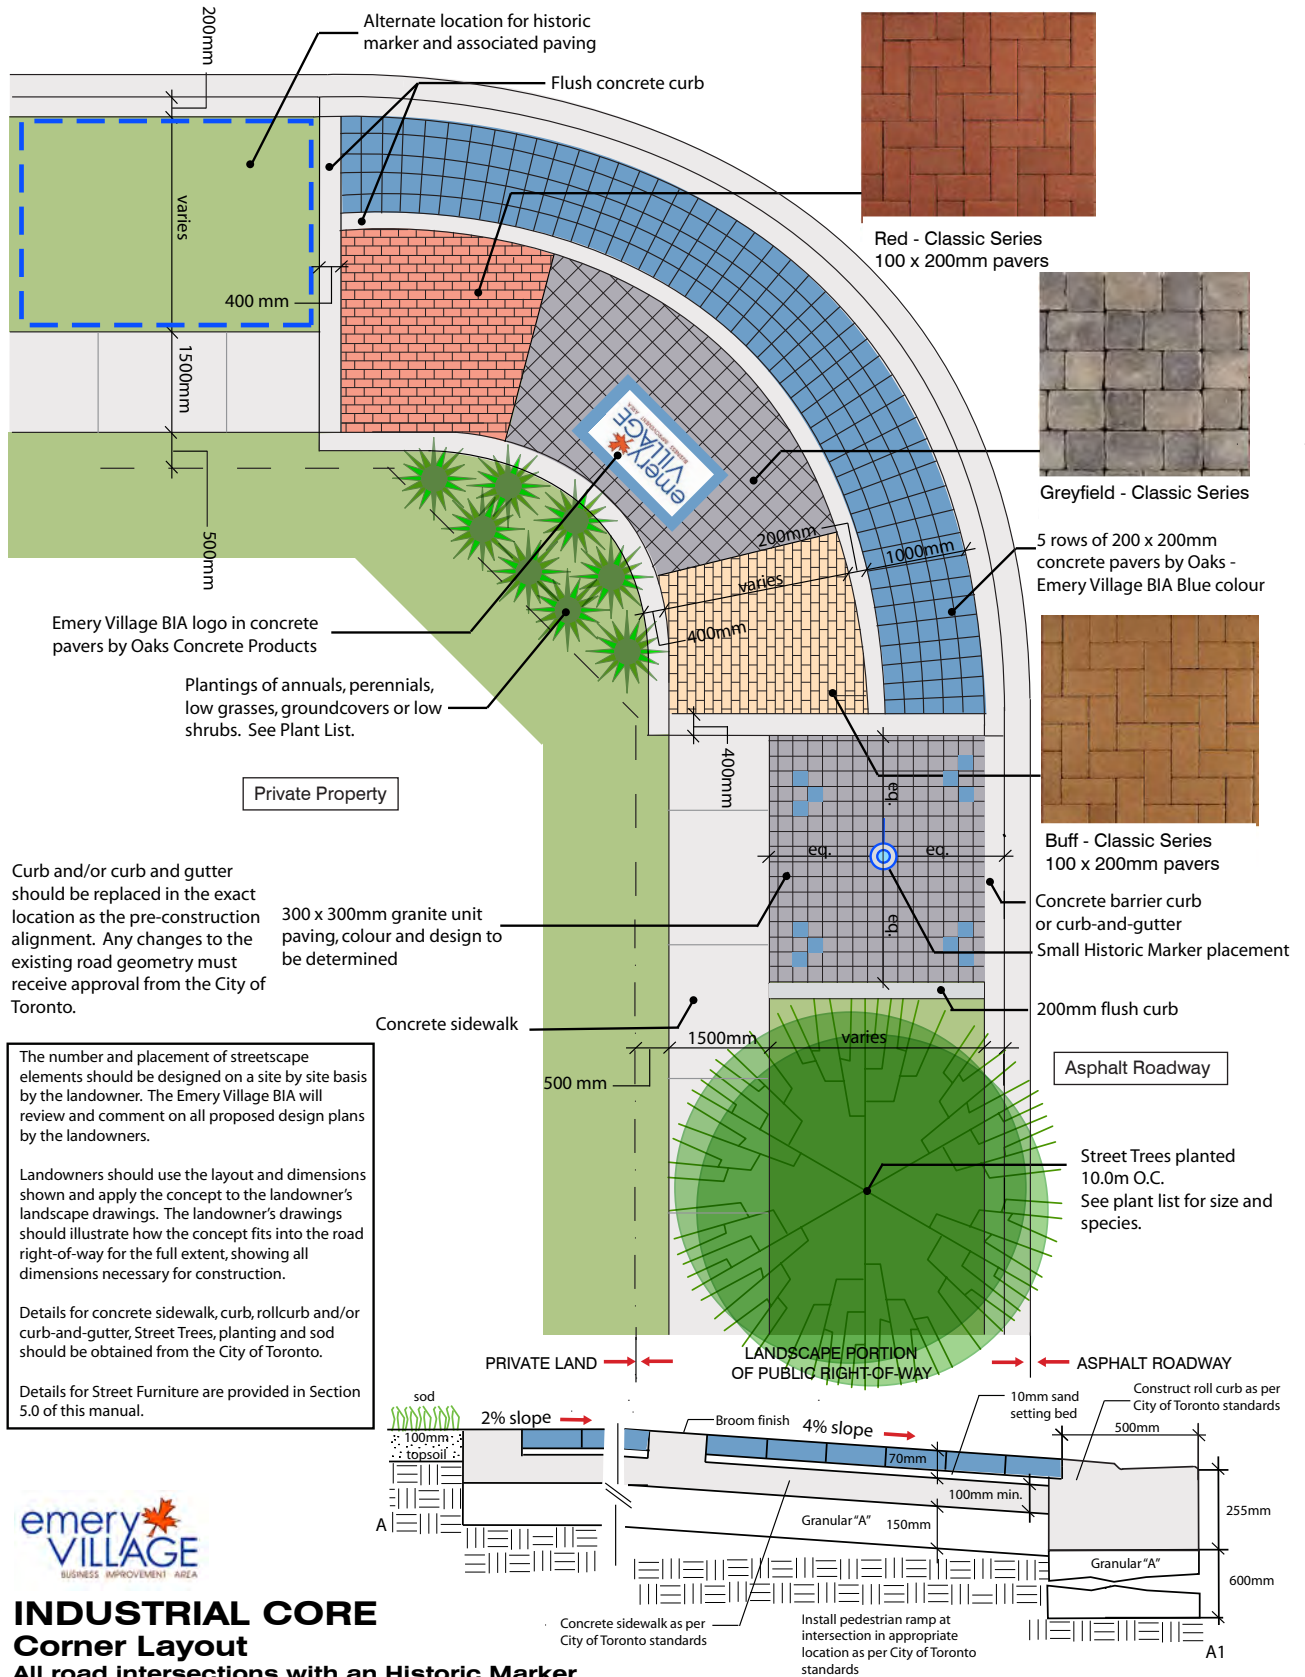 200mm
Alternate location for historic
marker and associated paving
Flush concrete curb
varies
400 mm
1500mm
500mm
Red - Classic Series
100 x 200mm pavers
Greyfield - Classic Series
emery
VILLAGE
BUSINESS IMPROVEMENT AREA
200mm
1000mm
varies
400mm
5 rows of 200 x 200mm
concrete pavers by Oaks -
Emery Village BIA Blue colour
Emery Village BIA logo in concrete
pavers by Oaks Concrete Products
Plantings of annuals, perennials,
low grasses, groundcovers or low
shrubs. See Plant List.
Private Property
400mm
eq.
eq.
eq.
eq.
Buff - Classic Series
100 x 200mm pavers
Curb and/or curb and gutter
should be replaced in the exact
location as the pre-construction
alignment. Any changes to the
existing road geometry must
receive approval from the City of
Toronto.
300 x 300mm granite unit
paving, colour and design to
be determined
Concrete barrier curb
or curb-and-gutter
Small Historic Marker placement
200mm flush curb
Concrete sidewalk
1500mm
varies
500 mm
Asphalt Roadway
The number and placement of streetscape
elements should be designed on a site by site basis
by the landowner. The Emery Village BIA will
review and comment on all proposed design plans
by the landowners.
Landowners should use the layout and dimensions
shown and apply the concept to the landowner's
landscape drawings. The landowner's drawings
should illustrate how the concept fits into the road
right-of-way for the full extent, showing all
dimensions necessary for construction.
Details for concrete sidewalk, curb, rollcurb and/or
curb-and-gutter, Street Trees, planting and sod
should be obtained from the City of Toronto.
Details for Street Furniture are provided in Section
5.0 of this manual.
Street Trees planted
10.0m O.C.
See plant list for size and
species.
PRIVATE LAND
LANDSCAPE PORTION
OF PUBLIC RIGHT-OF-WAY
ASPHALT ROADWAY
sod
2% slope
Broom finish
4% slope
10mm sand
setting bed
Construct roll curb as per
City of Toronto standards
500mm
100mm
topsoil
70mm
100mm min.
Granular "A"
150mm
255mm
Granular "A"
600mm
A
A1
Concrete sidewalk as per
City of Toronto standards
Install pedestrian ramp at
intersection in appropriate
location as per City of Toronto
standards
emery
VILLAGE
BUSINESS IMPROVEMENT AREA
INDUSTRIAL CORE
Corner Layout
All road intersections with an Historic Marker